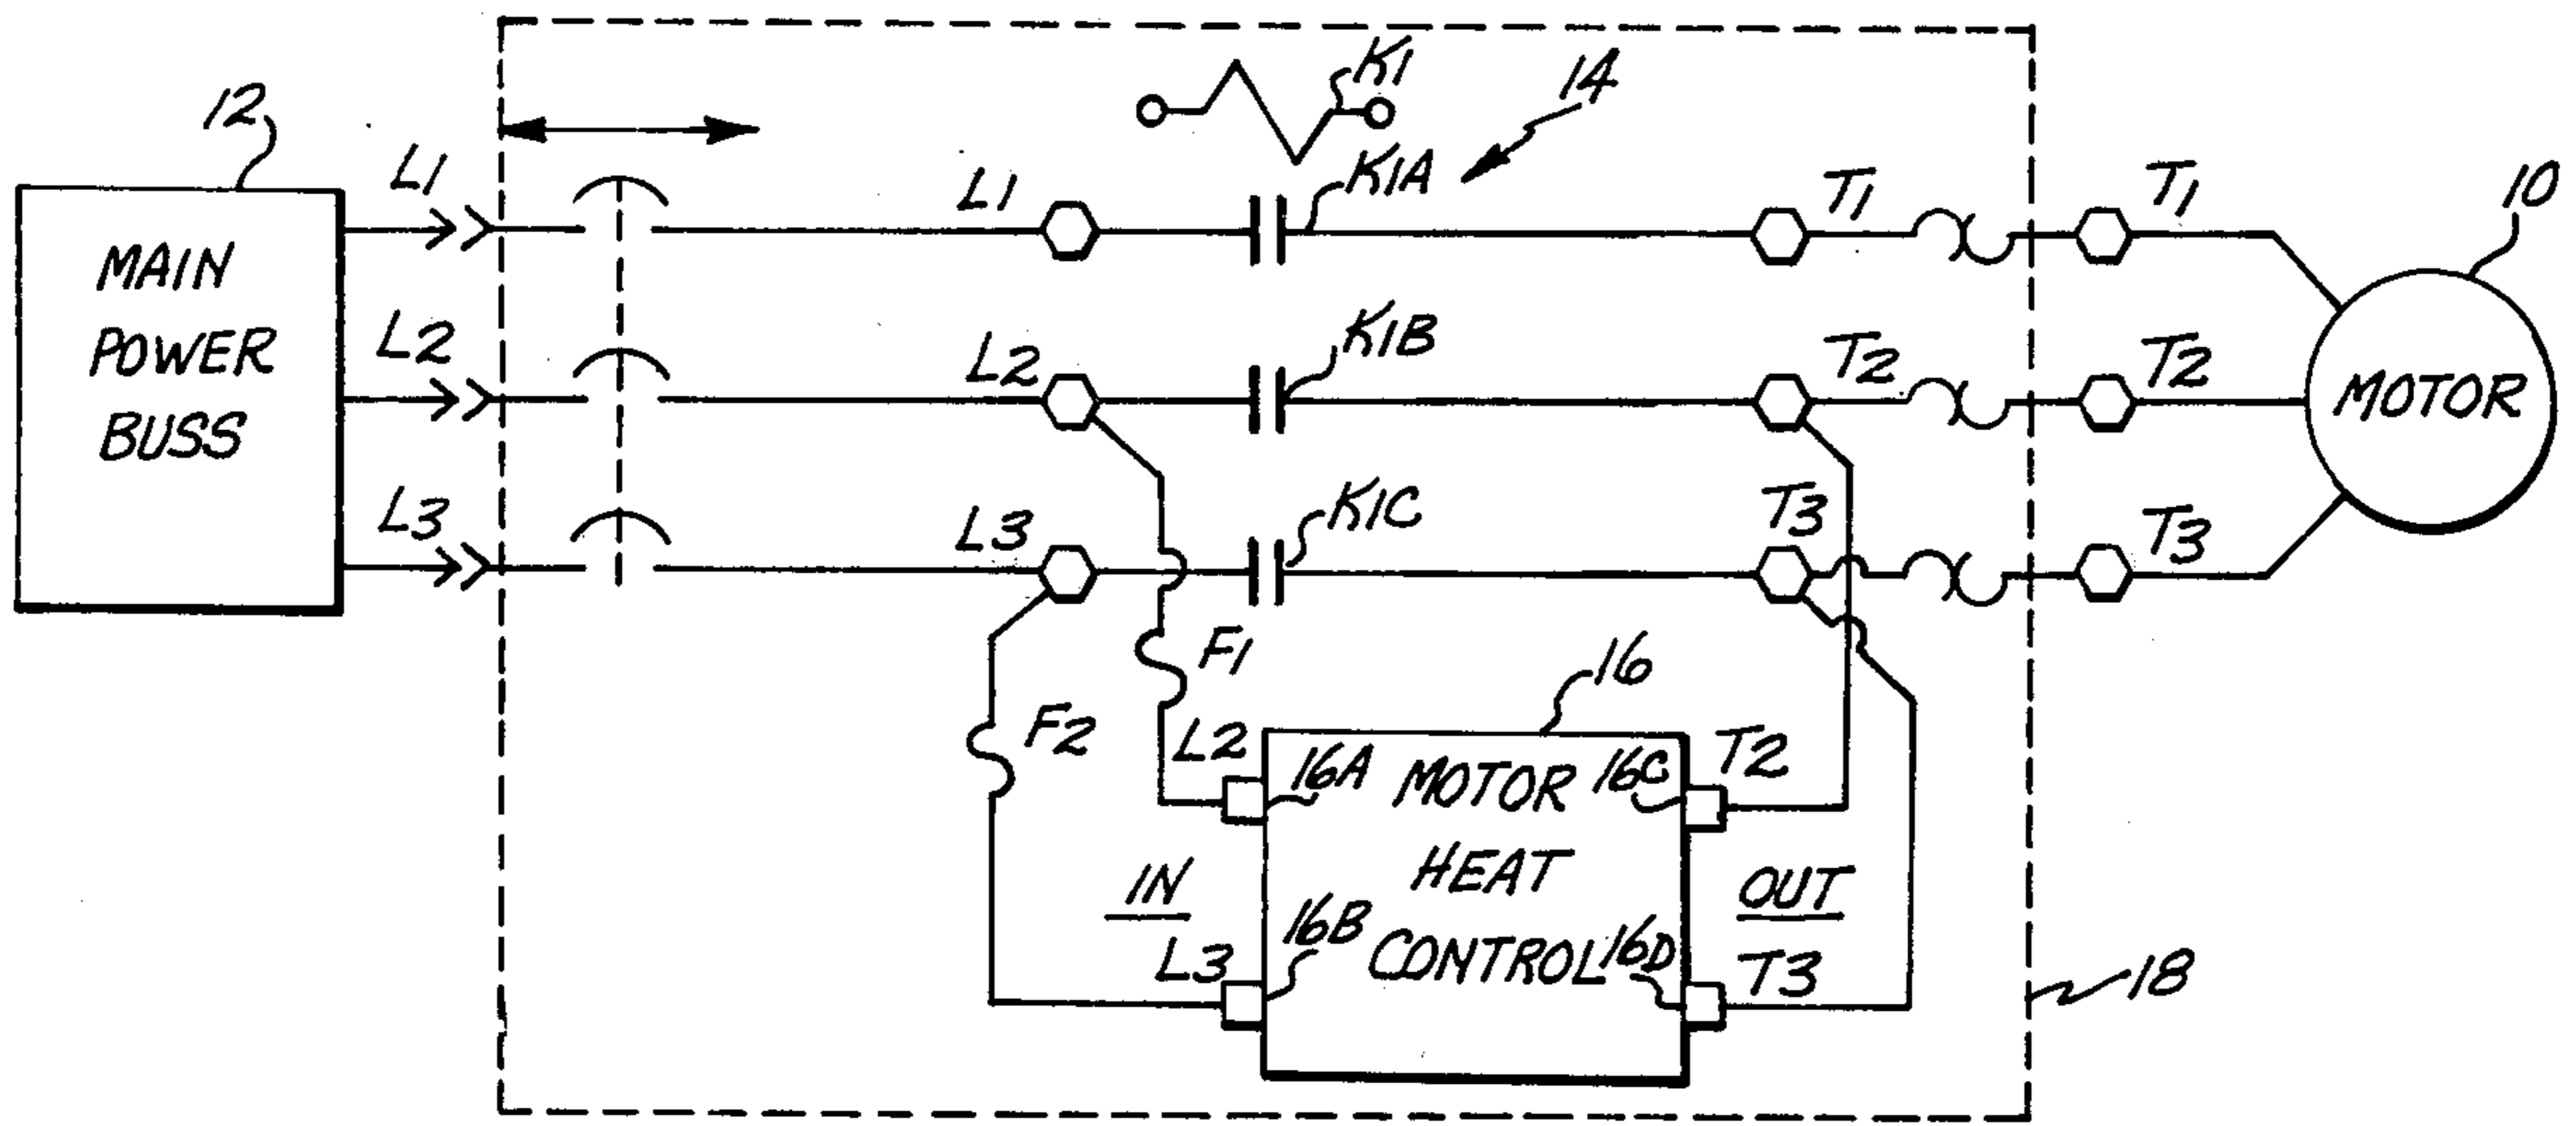 12
K1
14
L1
L1
K1A
T1
T1
10
MAIN
POWER
BUSS
L2
L2
K1B
T2
T2
MOTOR
L3
L3
K1C
T3
T3
F1
16
F2
L2
16A
MOTOR
HEAT
CONTROL
16C
T2
IN
OUT
L3
16B
16D
T3
18